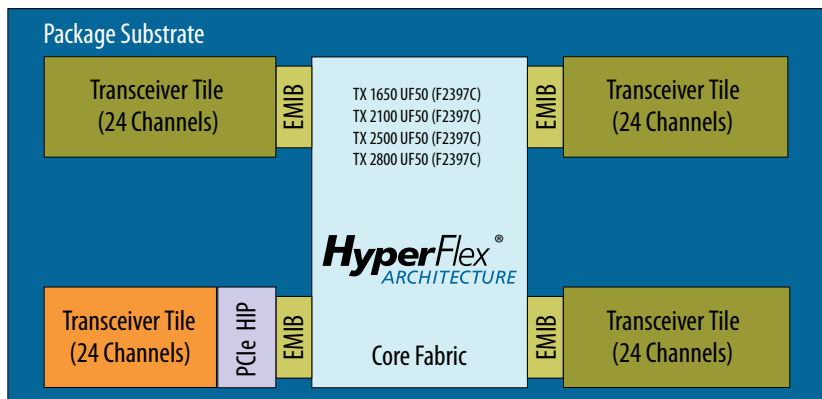 Package Substrate
Transceiver Tile
(24 Channels)
EMIB
TX 1650 UF50 (F2397C)
TX 2100 UF50 (F2397C)
TX 2500 UF50 (F2397C)
TX 2800 UF50 (F2397C)
EMIB
Transceiver Tile
(24 Channels)
HyperFlex®
ARCHITECTURE
Transceiver Tile
(24 Channels)
PCIe HIP
EMIB
Core Fabric
EMIB
Transceiver Tile
(24 Channels)